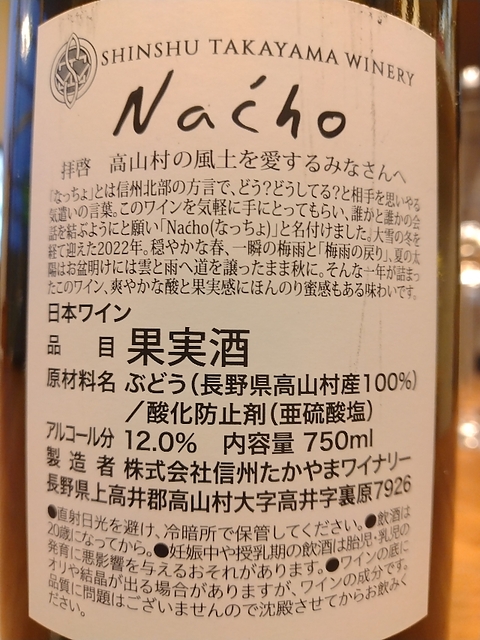 SHINSHU TAKAYAMA WINERY
Naćho
拝啓 高山村の風土を愛するみなさんへ
「なっちょ」とは信州北部の方言で、どう?どうしてる?と相手を思いやる
気遣いの言葉。このワインを気軽に手にとってもらい、誰かと誰かの会
話を結ぶようにと願い「Naćho(なっちょ)」と名付けました。大雪の冬を
経て迎えた2022年。穏やかな春、一瞬の梅雨と「梅雨の戻り」、夏の太
陽はお盆明けには雲と雨へ道を譲ったまま秋に。そんな一年が詰まっ
たこのワイン、爽やかな酸と果実感にほんのり蜜感もある味わいです。
日本ワイン
品目 果実酒
原材料名 ぶどう(長野県高山村産100%)
/酸化防止剤(亜硫酸塩)
アルコール分 12.0% 内容量 750ml
製造者 株式会社信州たかやまワイナリー
長野県上高井郡高山村大字高井字裏原7926
●直射日光を避け、冷暗所で保管してください。●飲酒は
20歳になってから。●妊娠中や授乳期の飲酒は胎児・乳児の
発育に悪影響を与えるおそれがあります。●ワインの底に
オリや結晶が出る場合がありますが、ワインの成分です。
品質に問題はございませんので沈殿させてからお飲みく
ださい。